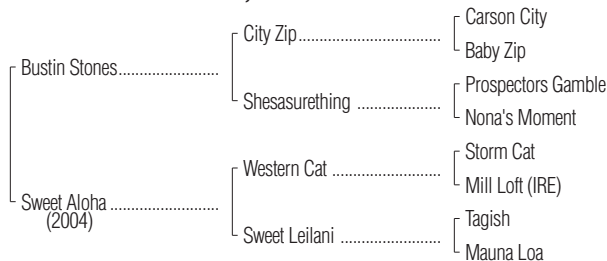 Carson City
City Zip
Baby Zip
Bustin Stones
Prospectors Gamble
Shesasurething
Nona's Moment
Storm Cat
Western Cat
Mill Loft (IRE)
Sweet Aloha
(2004)
Tagish
Sweet Leilani
Mauna Loa